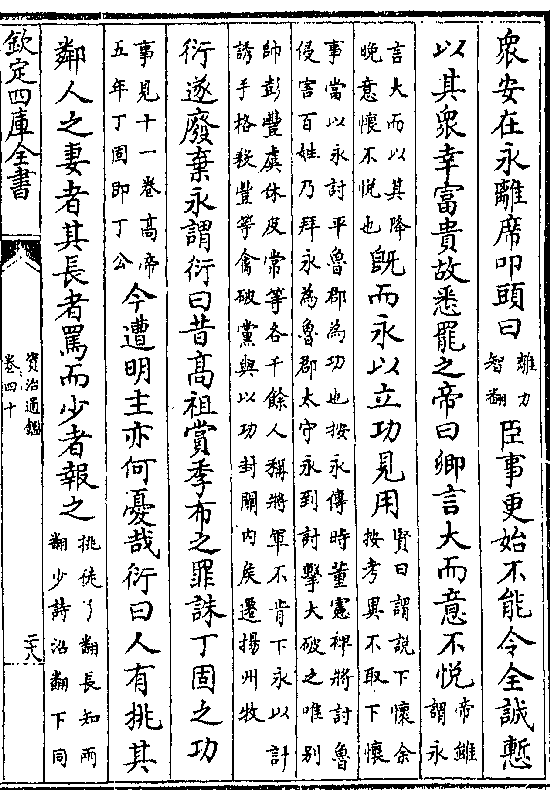 衆安在永離席叩頭曰離力智翻臣事更始不能令全誠慙
以其衆幸富貴故悉罷之帝曰卿言大而意不悦帝雖謂永
言大而以其降晚意懷不悦也既而永以立功見用賢曰謂説下懷余按考異不取下懷
事當以永討平魯郡為功也按永傳時董憲裨將討魯
侵害百姓乃拜永為魯郡太守永到討擊大破之唯别
帥彭豐虞休皮常等各千餘人稱將軍不肯下永以計
誘手格殺豐等禽破黨與以功封關内侯遷揚州牧
衍遂廢棄永謂衍曰昔高祖賞季布之罪誅丁固之功
事見十一卷高帝五年丁固即丁公今遭明主亦何憂哉衍曰人有挑其
鄰人之妻者其長者罵而少者報之挑徒了翻長知兩翻少詩沼翻下同
欽定四庫全書
資治通鑑
卷四十
二八